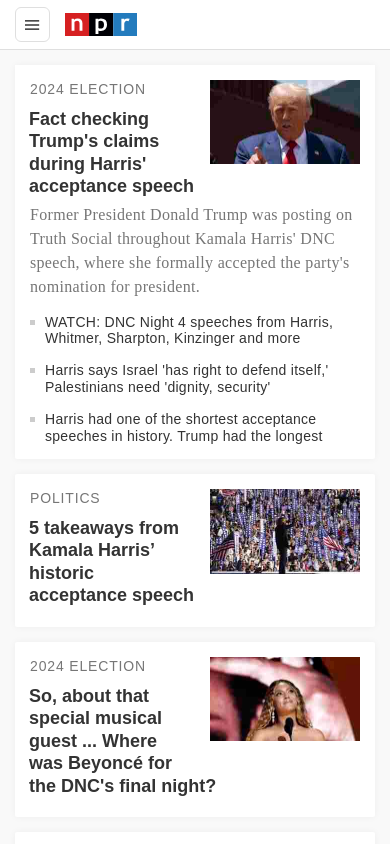 npr
2024 ELECTION
Fact checking
Trump's claims
during Harris'
acceptance speech
Former President Donald Trump was posting on
Truth Social throughout Kamala Harris' DNC
speech, where she formally accepted the party's
nomination for president.
WATCH: DNC Night 4 speeches from Harris,
Whitmer, Sharpton, Kinzinger and more
Harris says Israel 'has right to defend itself,'
Palestinians need 'dignity, security'
Harris had one of the shortest acceptance
speeches in history. Trump had the longest
POLITICS
5 takeaways from
Kamala Harris’
historic
acceptance speech
2024 ELECTION
So, about that
special musical
guest ... Where
was Beyoncé for
the DNC's final night?